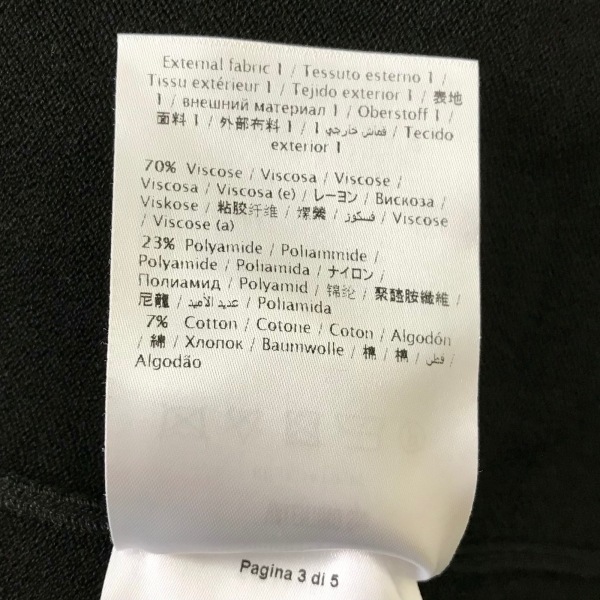 External fabric 1 / Tessuto esterno 1 /
Tissu extérieur 1 / Tejido exterior 1 / 表地
1 / внешний материал 1 / Oberstoff 1 /
面料 1 / 外部布料 1 / قماش خارجي 1 / Tecido
exterior 1
70% Viscose / Viscosa / Viscose /
Viscosa / Viscosa (e) / レーヨン / Вискоза /
Viskose / 粘胶纤维 / 嫘縈 / فسكوز / Viscose
/ Viscose (a)
23% Polyamide / Poliammide /
Polyamide / Poliamida / ナイロン /
Полиамид / Polyamid / 锦纶 / 聚醯胺纖維 /
尼龍 / عديد الأميد / Poliamida
7% Cotton / Cotone / Coton / Algodón
/ 綿 / Хлопок / Baumwolle / 棉 / 棉 / قطن /
Algodão
Pagina 3 di 5